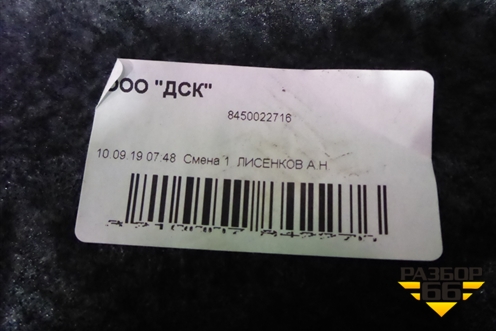 ООО "ДСК"
8450022716
10.09.19 07:48 Смена 1 ЛИСЕНКОВ А.Н.
РАЗБОР
66